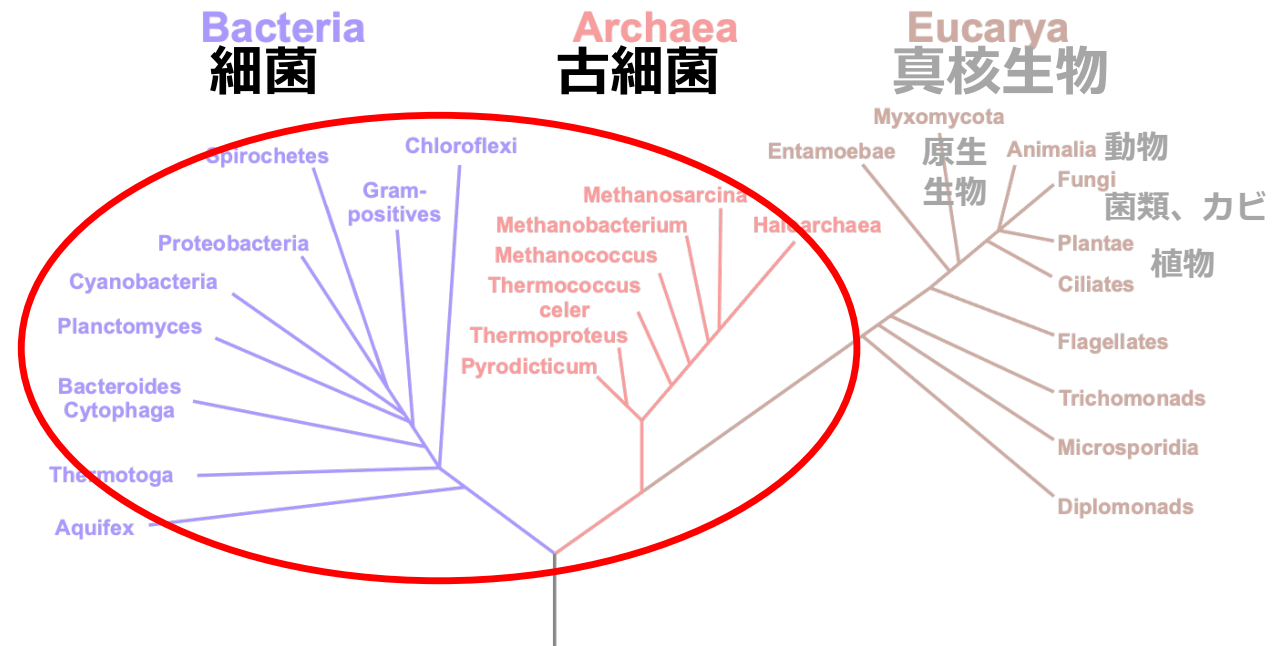 Bacteria
細菌
Archaea
古細菌
Eucarya
真核生物
Spirochetes
Chloroflexi
Gram-
positives
Proteobacteria
Cyanobacteria
Planctomyces
Bacteroides
Cytophaga
Thermotoga
Aquifex
Methanosarcina
Methanobacterium
Haloarchaea
Methanococcus
Thermococcus
celer
Thermoproteus
Pyrodicticum
Myxomycota
Entamoebae
原生
生物
Animalia
動物
Fungi
菌類、カビ
Plantae
植物
Ciliates
Flagellates
Trichomonads
Microsporidia
Diplomonads